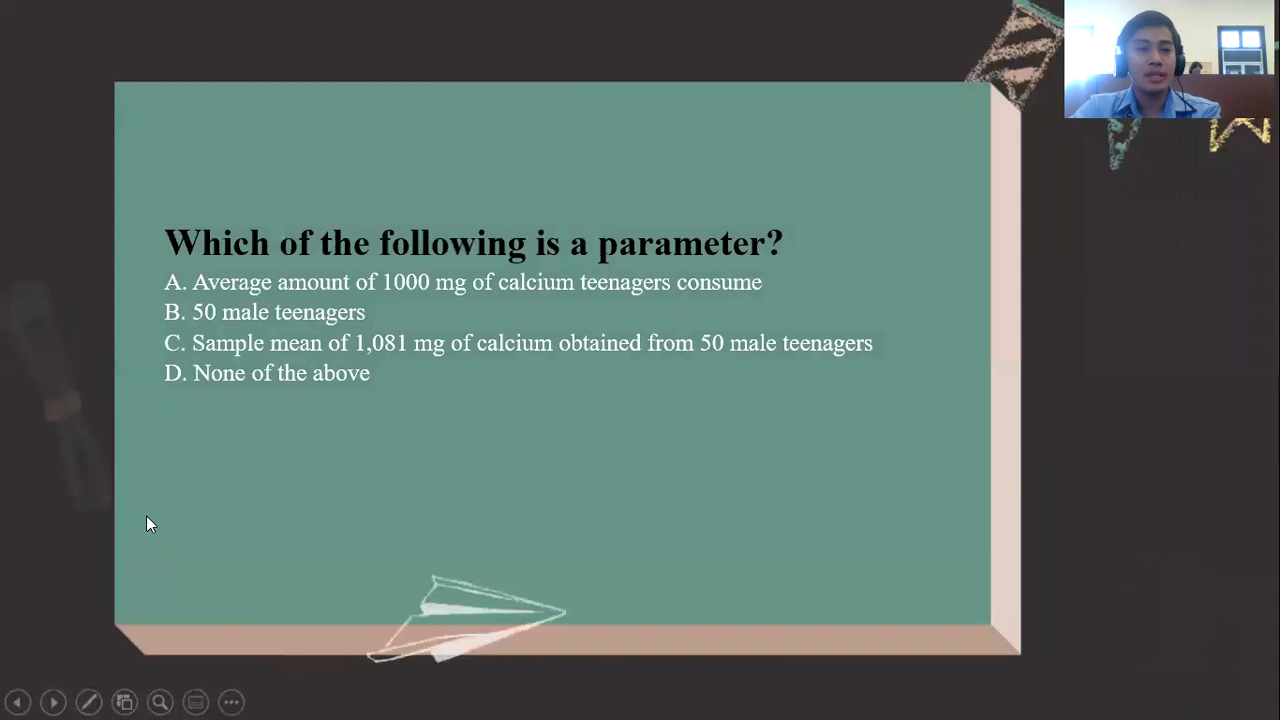 Which of the following is a parameter?
A. Average amount of 1000 mg of calcium teenagers consume
B. 50 male teenagers
C. Sample mean of 1,081 mg of calcium obtained from 50 male teenagers
D. None of the above